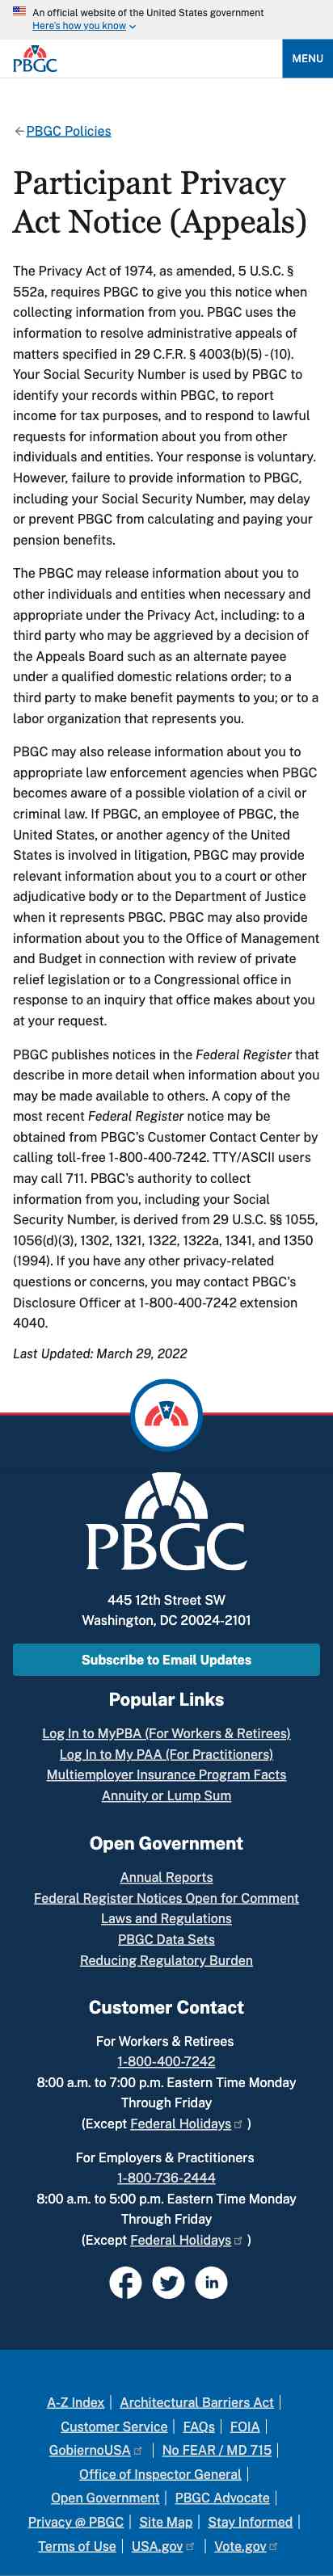 An official website of the United States government
Here's how you know
PBGC
MENU
PBGC Policies
Participant Privacy
Act Notice (Appeals)
The Privacy Act of 1974, as amended, 5 U.S.C. §
552a, requires PBGC to give you this notice when
collecting information from you. PBGC uses the
information to resolve administrative appeals of
matters specified in 29 C.F.R. § 4003(b)(5) - (10).
Your Social Security Number is used by PBGC to
identify your records within PBGC, to report
income for tax purposes, and to respond to lawful
requests for information about you from other
individuals and entities. Your response is voluntary.
However, failure to provide information to PBGC,
including your Social Security Number, may delay
or prevent PBGC from calculating and paying your
pension benefits.
The PBGC may release information about you to
other individuals and entities when necessary and
appropriate under the Privacy Act, including: to a
third party who may be aggrieved by a decision of
the Appeals Board such as an alternate payee
under a qualified domestic relations order; to a
third party to make benefit payments to you; or to a
labor organization that represents you.
PBGC may also release information about you to
appropriate law enforcement agencies when PBGC
becomes aware of a possible violation of a civil or
criminal law. If PBGC, an employee of PBGC, the
United States, or another agency of the United
States is involved in litigation, PBGC may provide
relevant information about you to a court or other
adjudicative body or to the Department of Justice
when it represents PBGC. PBGC may also provide
information about you to the Office of Management
and Budget in connection with review of private
relief legislation or to a Congressional office in
response to an inquiry that office makes about you
at your request.
PBGC publishes notices in the Federal Register that
describe in more detail when information about you
may be made available to others. A copy of the
most recent Federal Register notice may be
obtained from PBGC's Customer Contact Center by
calling toll-free 1-800-400-7242. TTY/ASCII users
may call 711. PBGC's authority to collect
information from you, including your Social
Security Number, is derived from 29 U.S.C. §§ 1055,
1056(d)(3), 1302, 1321, 1322, 1322a, 1341, and 1350
(1994). If you have any other privacy-related
questions or concerns, you may contact PBGC's
Disclosure Officer at 1-800-400-7242 extension
4040.
Last Updated: March 29, 2022
PBGC
445 12th Street SW
Washington, DC 20024-2101
Subscribe to Email Updates
Popular Links
Log In to MyPBA (For Workers & Retirees)
Log In to My PAA (For Practitioners)
Multiemployer Insurance Program Facts
Annuity or Lump Sum
Open Government
Annual Reports
Federal Register Notices Open for Comment
Laws and Regulations
PBGC Data Sets
Reducing Regulatory Burden
Customer Contact
For Workers & Retirees
1-800-400-7242
8:00 a.m. to 7:00 p.m. Eastern Time Monday
Through Friday
(Except Federal Holidays )
For Employers & Practitioners
1-800-736-2444
8:00 a.m. to 5:00 p.m. Eastern Time Monday
Through Friday
(Except Federal Holidays )
in
A-Z Index | Architectural Barriers Act |
Customer Service | FAQs | FOIA |
GobiernoUSA | No FEAR / MD 715 |
Office of Inspector General |
Open Government | PBGC Advocate |
Privacy @ PBGC | Site Map | Stay Informed |
Terms of Use | USA.gov | Vote.gov